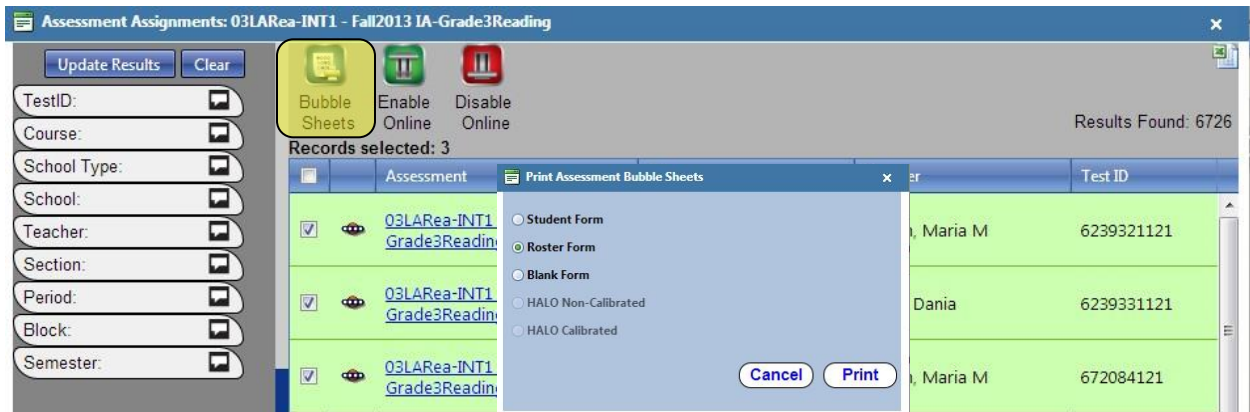 Assessment Assignments: 03LARea-INT1 - Fall2013 IA-Grade3Reading
Update Results Clear
TestID:
Course:
School Type:
School:
Teacher:
Section:
Period:
Block:
Semester:
Bubble Sheets
Enable Online
Disable Online
Results Found: 6726
Records selected: 3
Assessment
Test ID
03LARea-INT1
Grade3Reading
, Maria M
6239321121
03LARea-INT1
Grade3Reading
Dania
6239331121
03LARea-INT1
Grade3Reading
, Maria M
672084121
Print Assessment Bubble Sheets
Student Form
Roster Form
Blank Form
HALO Non-Calibrated
HALO Calibrated
Cancel Print